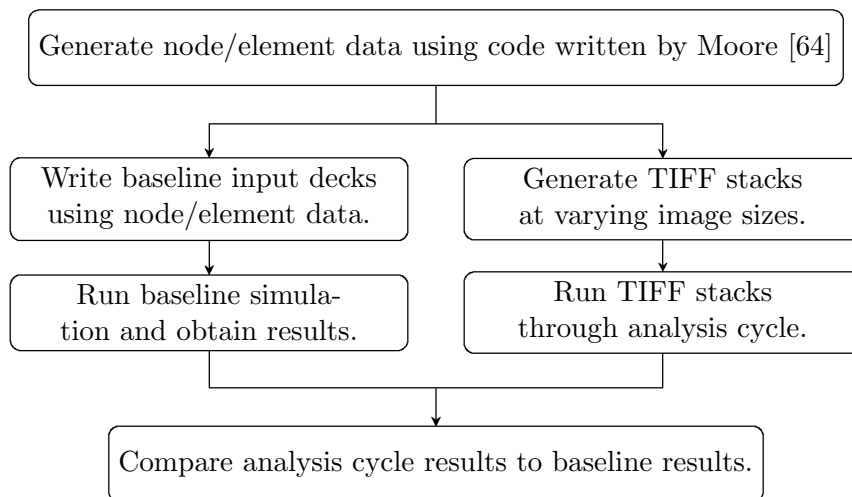 Generate node/element data using code written by Moore [64]
Write baseline input decks
using node/element data.
Generate TIFF stacks
at varying image sizes.
Run baseline simula-
tion and obtain results.
Run TIFF stacks
through analysis cycle.
Compare analysis cycle results to baseline results.